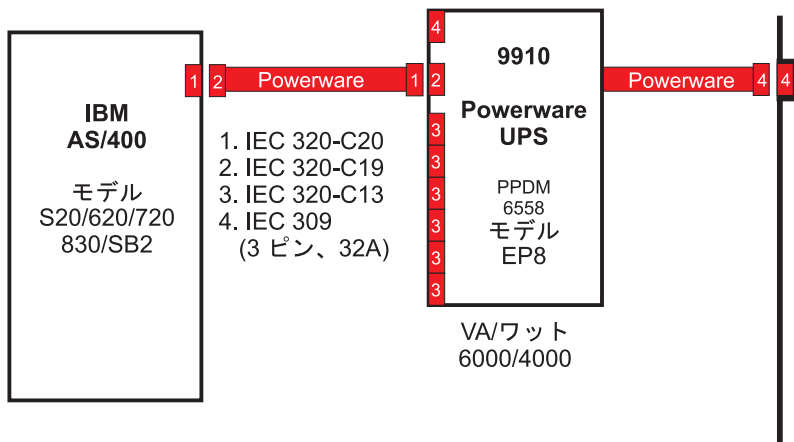 IBM
AS/400
モデル
S20/620/720
830/SB2
1
2
Powerware
1
1. IEC 320-C20
2. IEC 320-C19
3. IEC 320-C13
4. IEC 309
(3 ピン、32A)
4
2
3
3
3
3
3
3
9910
Powerware
UPS
PPDM
6558
モデル
EP8
VA/ワット
6000/4000
Powerware
4
4